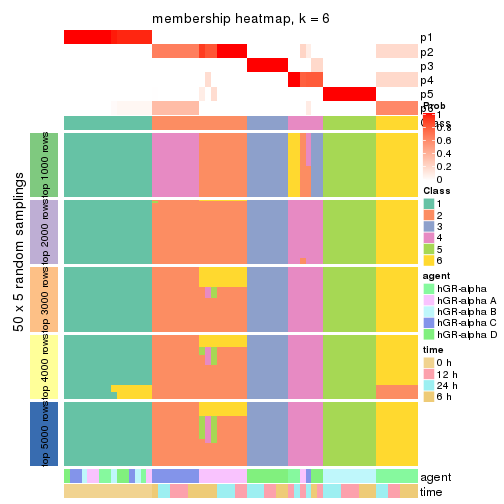 membership heatmap, k = 6
p1
p2
p3
p4
p5
Prob
1
0.8
0.6
0.4
0.2
0
Class
1
2
3
4
5
6
agent
hGR-alpha
hGR-alpha A
hGR-alpha B
hGR-alpha C
hGR-alpha D
time
0 h
12 h
24 h
6 h
50 x 5 random samplings
top 1000 rows
top 2000 rows
top 3000 rows
top 4000 rows
top 5000 rows
agent
time